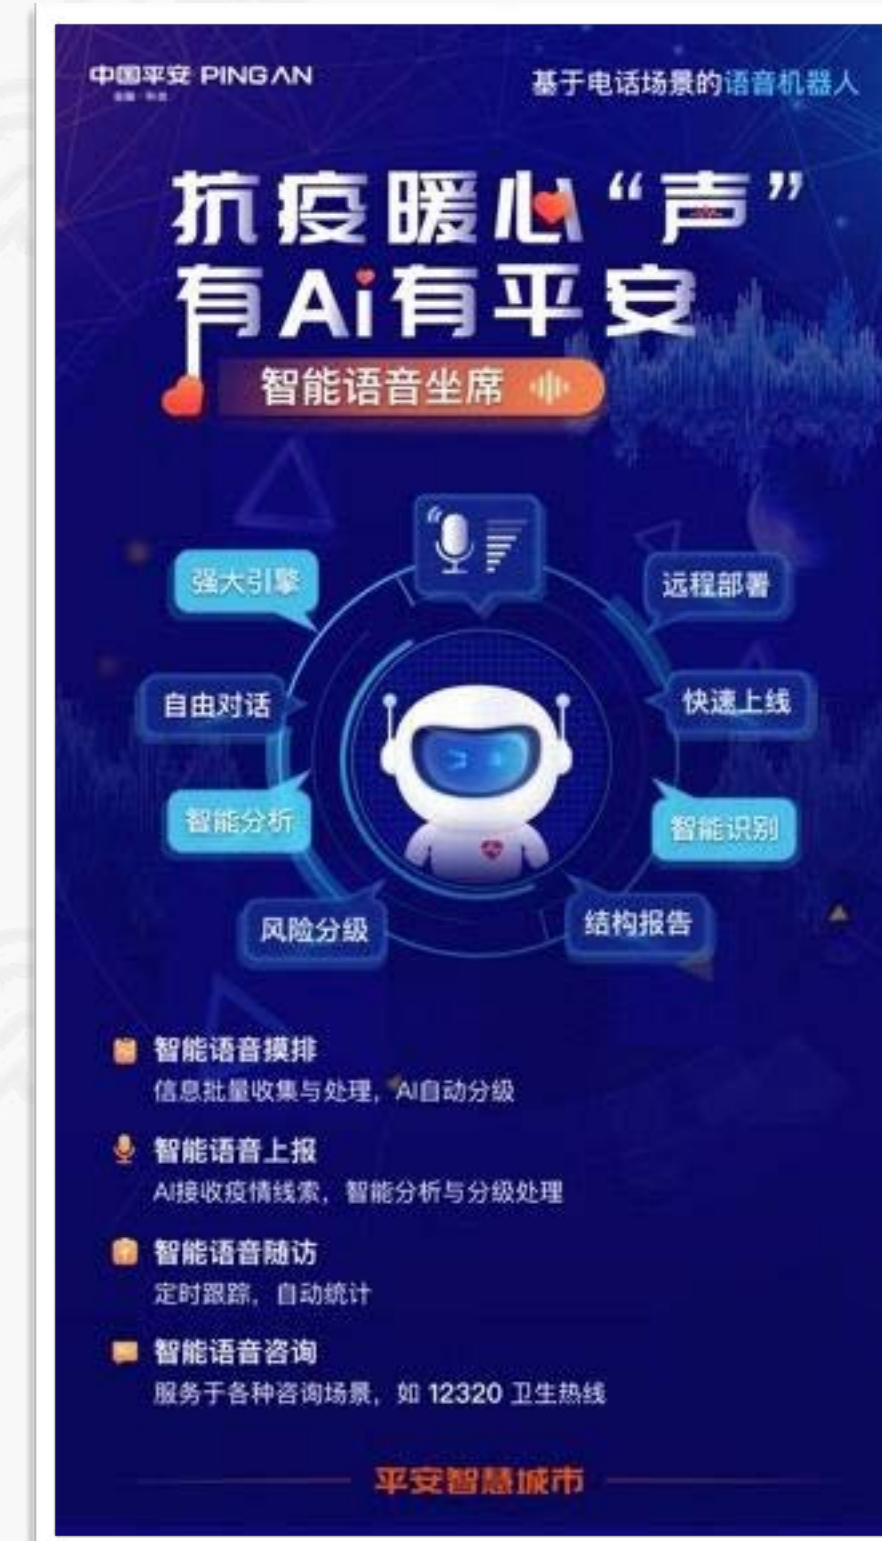 中国平安 PING AN
金融·科技
基于电话场景的语音机器人
抗疫暖心“声”
有Ai有平安
智能语音坐席
强大引擎
远程部署
自由对话
快速上线
智能分析
智能识别
风险分级
结构报告
智能语音摸排
信息批量收集与处理，AI自动分级
智能语音上报
AI接收疫情线索，智能分析与分级处理
智能语音随访
定时跟踪，自动统计
智能语音咨询
服务于各种咨询场景，如 12320 卫生热线
平安智慧城市